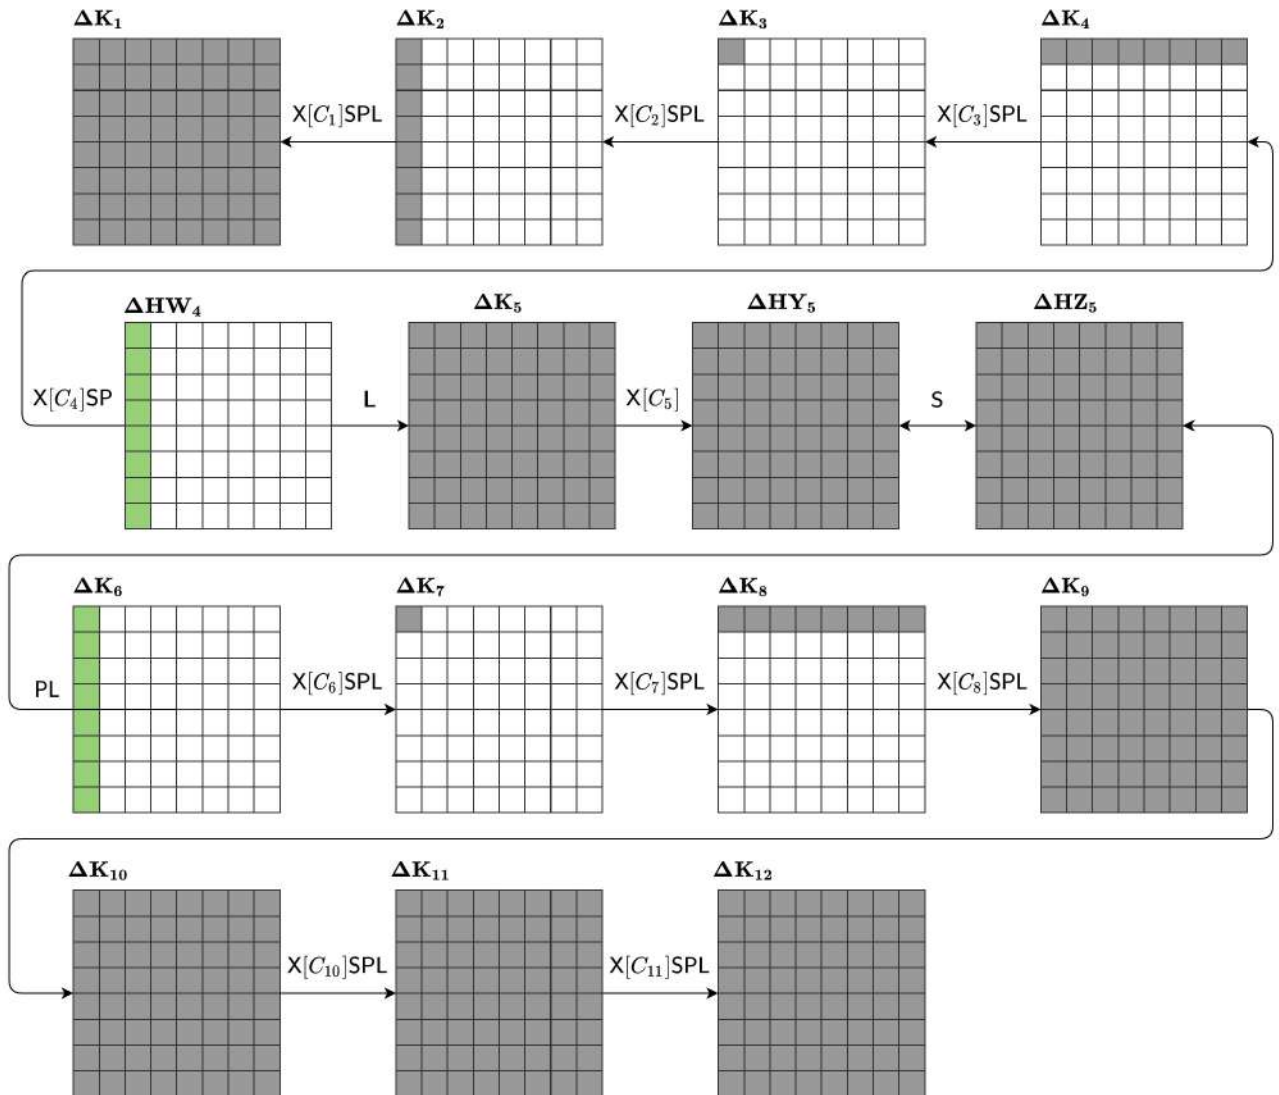 ΔK₁ ΔK₂ ΔK₃ ΔK₄
X[C₁]SPL X[C₂]SPL X[C₃]SPL
ΔHW₄ ΔK₅ ΔHY₅ ΔHZ₅
X[C₄]SP L X[C₅] S
ΔK₆ ΔK₇ ΔK₈ ΔK₉
PL X[C₆]SPL X[C₇]SPL X[C₈]SPL
ΔK₁₀ ΔK₁₁ ΔK₁₂
X[C₁₀]SPL X[C₁₁]SPL